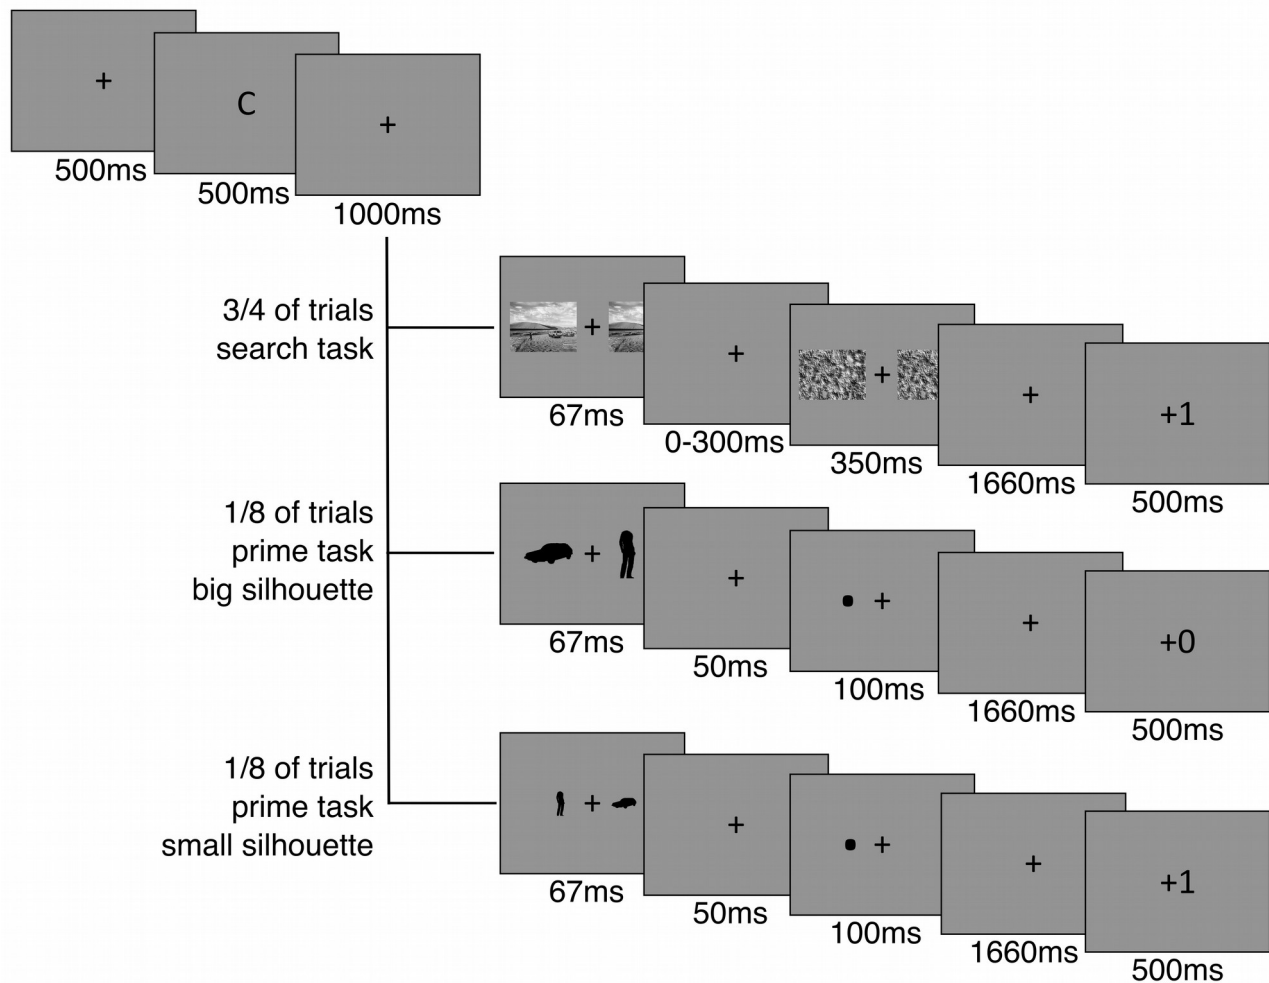 +
500ms
C
500ms
+
1000ms
3/4 of trials
search task
+
67ms
+
0-300ms
+
350ms
+
1660ms
+1
500ms
1/8 of trials
prime task
big silhouette
+
67ms
+
50ms
+
100ms
+
1660ms
+0
500ms
1/8 of trials
prime task
small silhouette
+
67ms
+
50ms
+
100ms
+
1660ms
+1
500ms